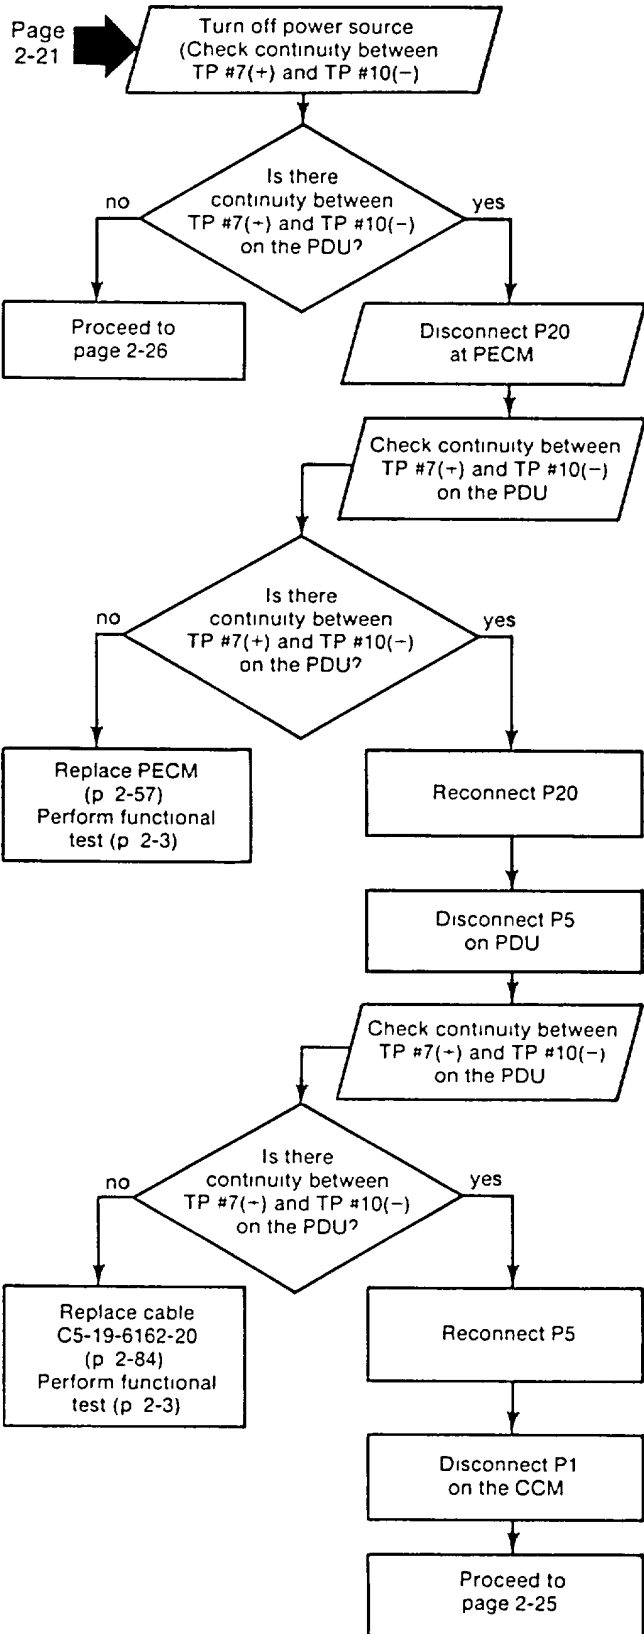 Page
2-21
Turn off power source
(Check continuity between
TP #7(+) and TP #10(−)
Is there
continuity between
TP #7(+) and TP #10(−)
on the PDU?
no
yes
Proceed to
page 2-26
Disconnect P20
at PECM
Check continuity between
TP #7(+) and TP #10(−)
on the PDU
Is there
continuity between
TP #7(+) and TP #10(−)
on the PDU?
no
yes
Replace PECM
(p 2-57)
Perform functional
test (p 2-3)
Reconnect P20
Disconnect P5
on PDU
Check continuity between
TP #7(+) and TP #10(−)
on the PDU
Is there
continuity between
TP #7(+) and TP #10(−)
on the PDU?
no
yes
Replace cable
C5-19-6162-20
(p 2-84)
Perform functional
test (p 2-3)
Reconnect P5
Disconnect P1
on the CCM
Proceed to
page 2-25